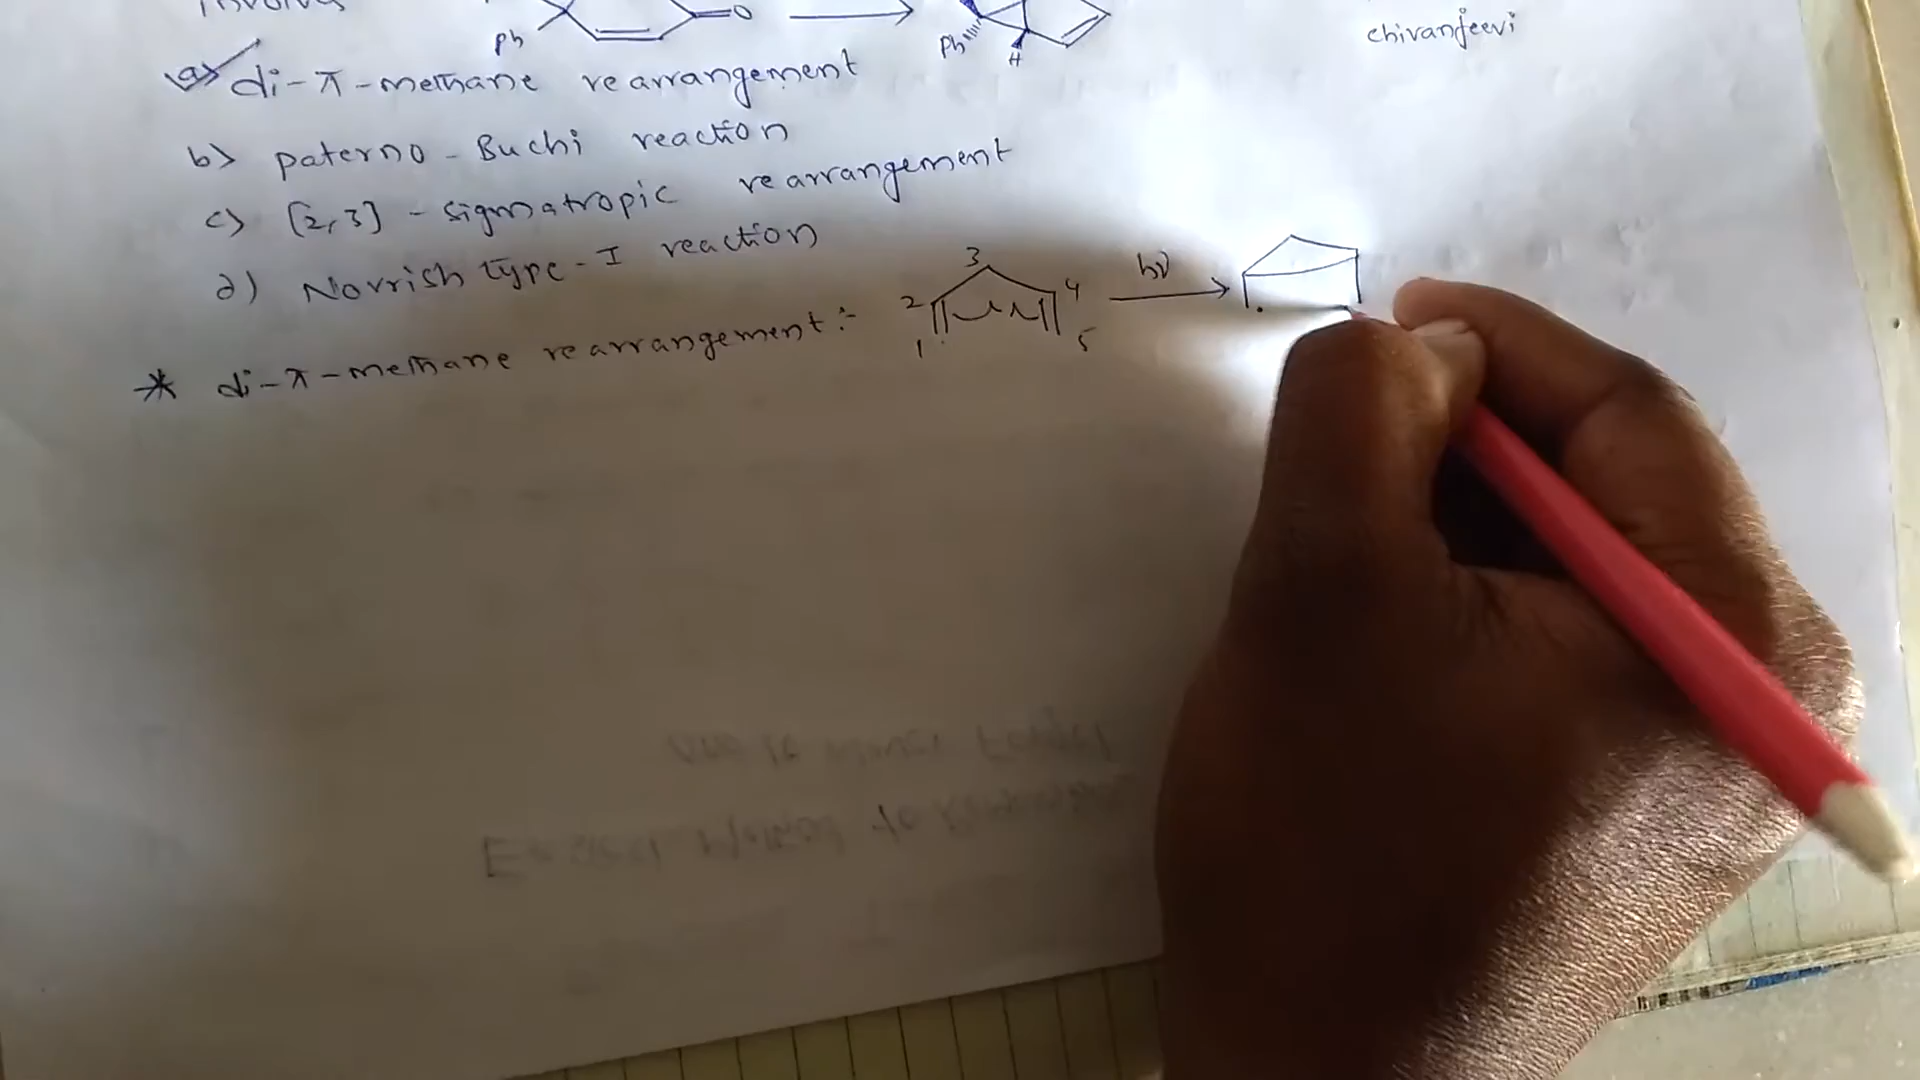 involves
Ph =O Ph H
chivanjeevi
(a) di-π-methane rearrangement
b) paterno-Buchi reaction
c) [2,3] - sigmatropic rearrangement
d) Norrish type-I reaction
* di-π-methane rearrangement :- 1 2 3 4 5 hν